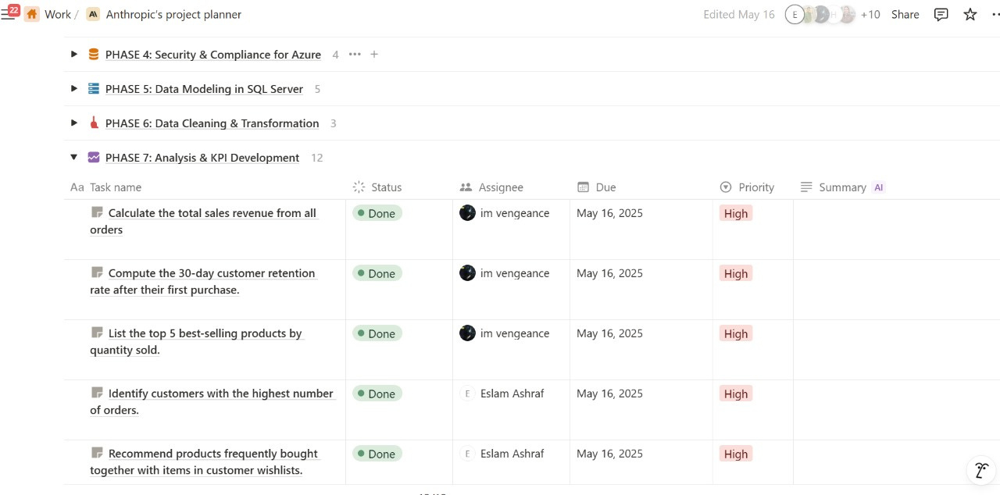 22 Work / A\ Anthropic's project planner Edited May 16 E H +10 Share
PHASE 4: Security & Compliance for Azure 4
PHASE 5: Data Modeling in SQL Server 5
PHASE 6: Data Cleaning & Transformation 3
PHASE 7: Analysis & KPI Development 12
Aa Task name Status Assignee Due Priority Summary AI
Calculate the total sales revenue from all Done im vengeance May 16, 2025 High
orders
Compute the 30-day customer retention Done im vengeance May 16, 2025 High
rate after their first purchase.
List the top 5 best-selling products by Done im vengeance May 16, 2025 High
quantity sold.
Identify customers with the highest number Done E Eslam Ashraf May 16, 2025 High
of orders.
Recommend products frequently bought Done E Eslam Ashraf May 16, 2025 High
together with items in customer wishlists.